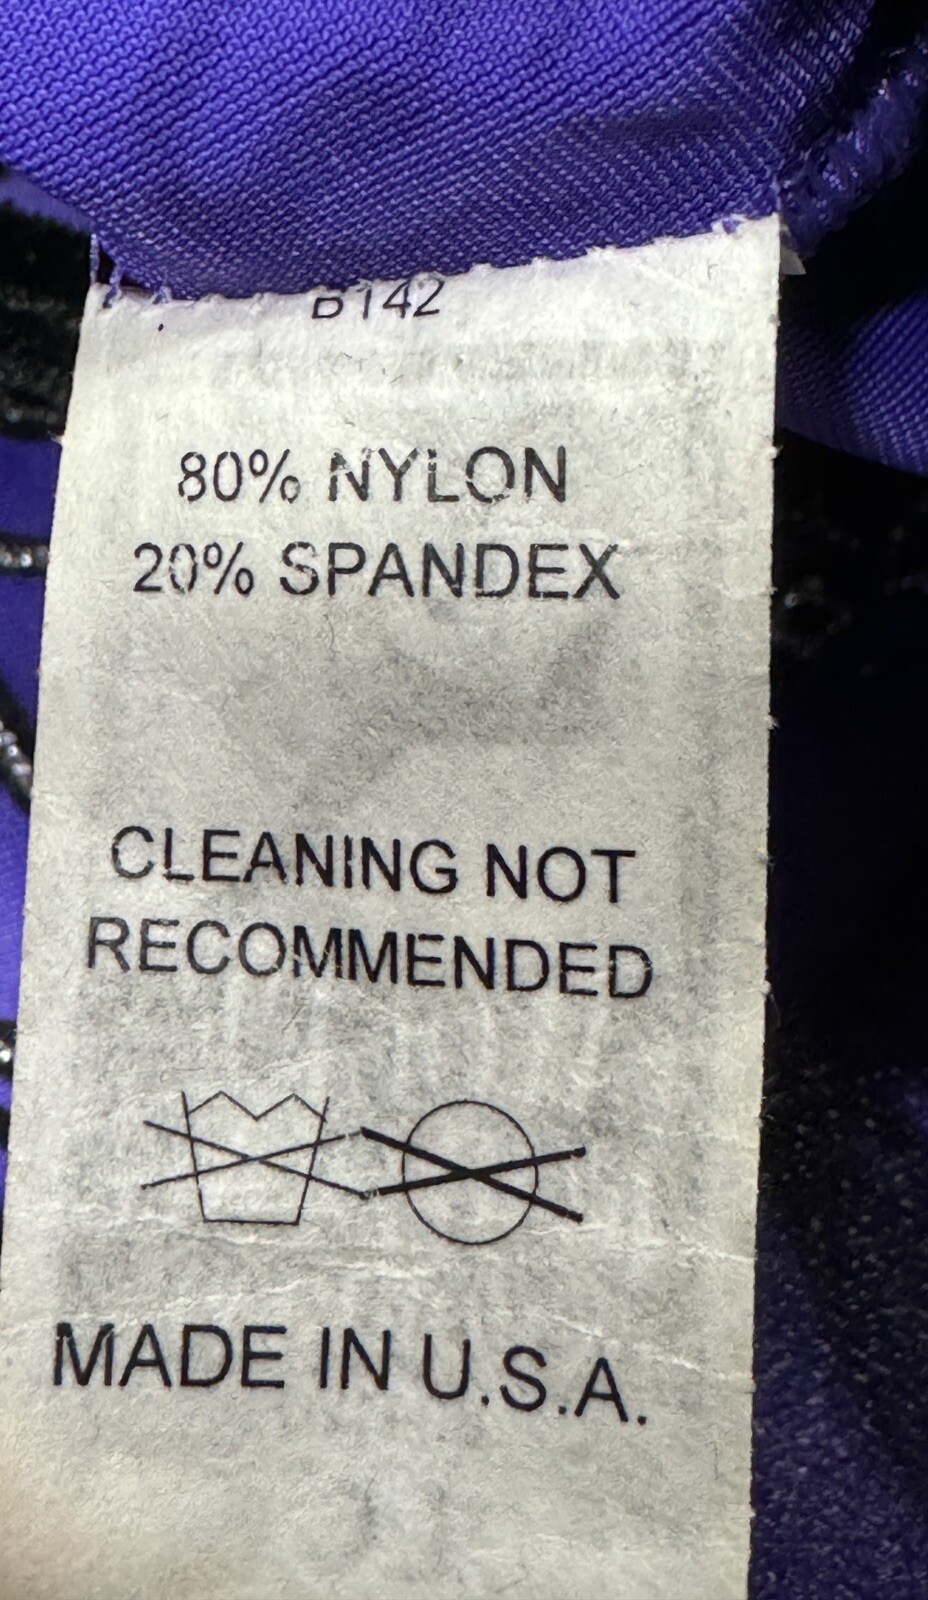 B142
80% NYLON
20% SPANDEX
CLEANING NOT
RECOMMENDED
MADE IN U.S.A.